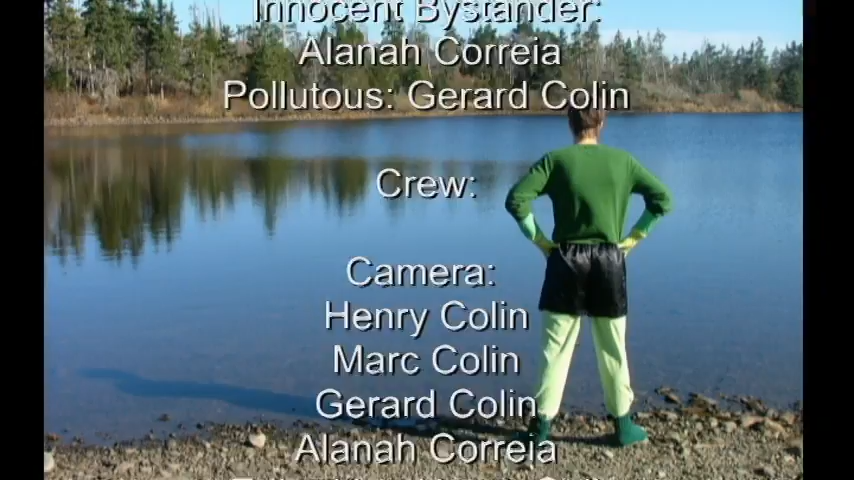 Innocent Bystander:
Alanah Correia
Pollutous: Gerard Colin
Crew:
Camera:
Henry Colin
Marc Colin
Gerard Colin
Alanah Correia